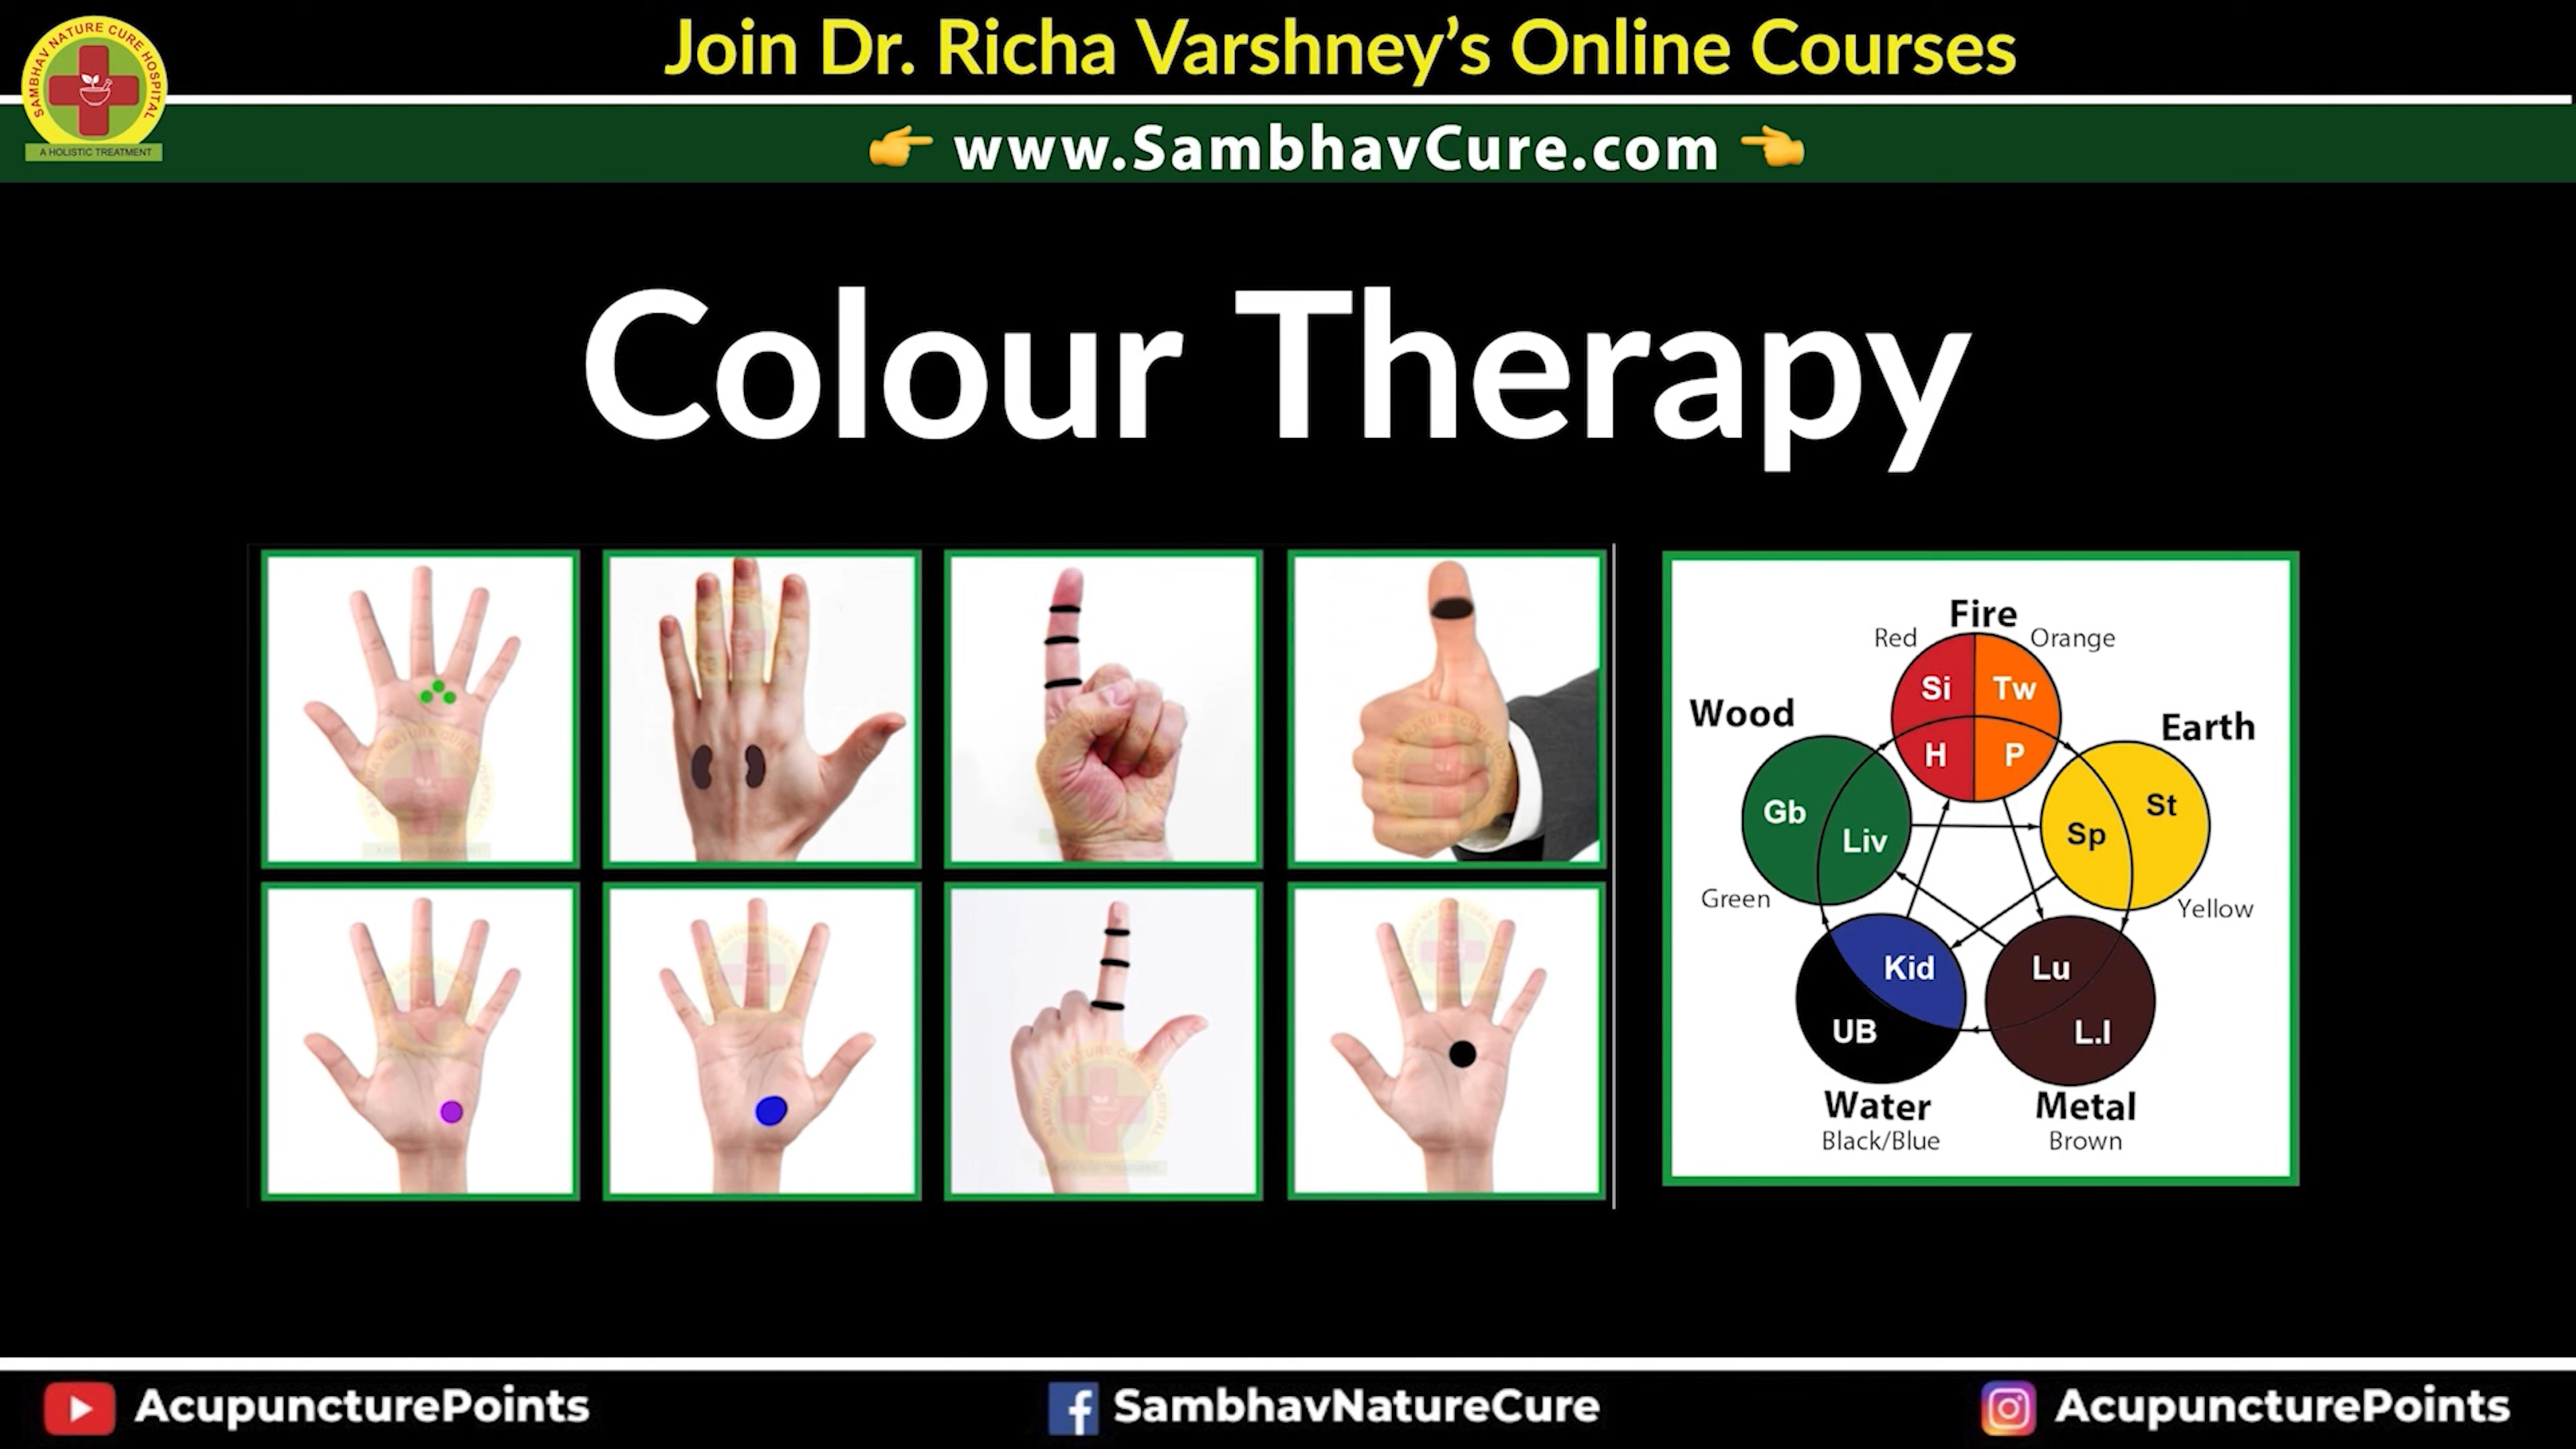 Join Dr. Richa Varshney's Online Courses
SAMBHAV NATURE CURE HOSPITAL
A HOLISTIC TREATMENT
www.SambhavCure.com
Colour Therapy
Fire
Red
Orange
Si
Tw
H
P
Wood
Earth
Gb
Liv
St
Sp
Green
Yellow
Kid
Lu
UB
L.I
Water
Metal
Black/Blue
Brown
AcupuncturePoints
SambhavNatureCure
AcupuncturePoints